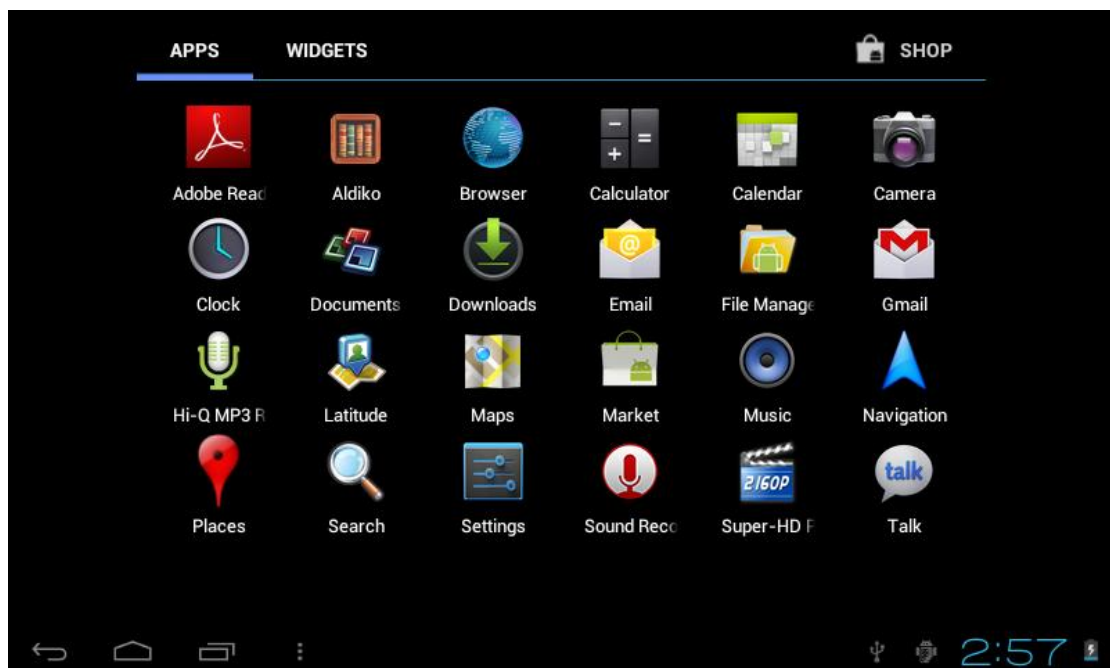 APPS WIDGETS SHOP
Adobe Read Aldiko Browser Calculator Calendar Camera
Clock Documents Downloads Email File Manage Gmail
Hi-Q MP3 R Latitude Maps Market Music Navigation
2160P talk
Places Search Settings Sound Reco Super-HD Talk
2:57